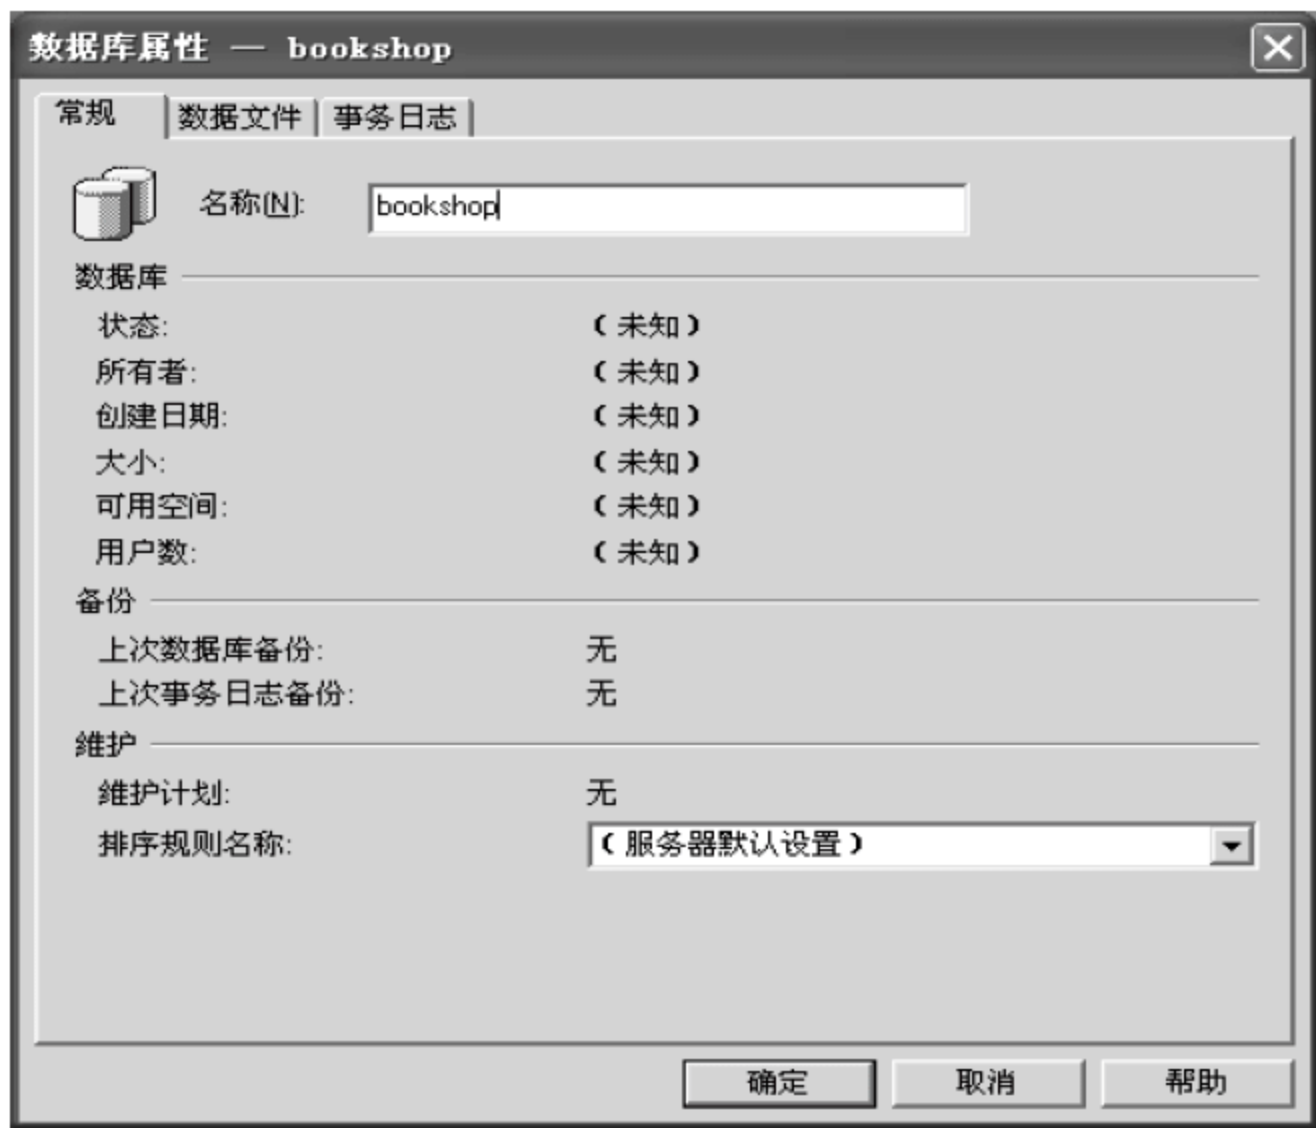 数据库属性 — bookshop
常规 数据文件 事务日志
名称(N): bookshop
数据库
状态: (未知)
所有者: (未知)
创建日期: (未知)
大小: (未知)
可用空间: (未知)
用户数: (未知)
备份
上次数据库备份: 无
上次事务日志备份: 无
维护
维护计划: 无
排序规则名称: (服务器默认设置)
确定 取消 帮助